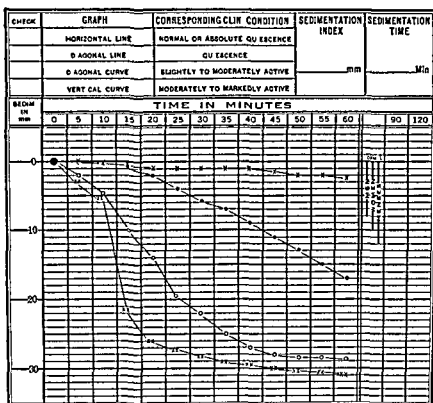 CHECK GRAPH CORRESPONDING CLIN CONDITION SEDIMENTATION INDEX SEDIMENTATION TIME
HORIZONTAL LINE NORMAL OR ABSOLUTE QU ESCENCE
D AGONAL LINE QU ESCENCE
D AGONAL CURVE SLIGHTLY TO MODERATELY ACTIVE mm Min
VERT CAL CURVE MODERATELY TO MARKEDLY ACTIVE
SEDIM IN mm TIME IN MINUTES
0 5 10 15 20 25 30 35 40 45 50 55 60 90 120
0
10
20
30